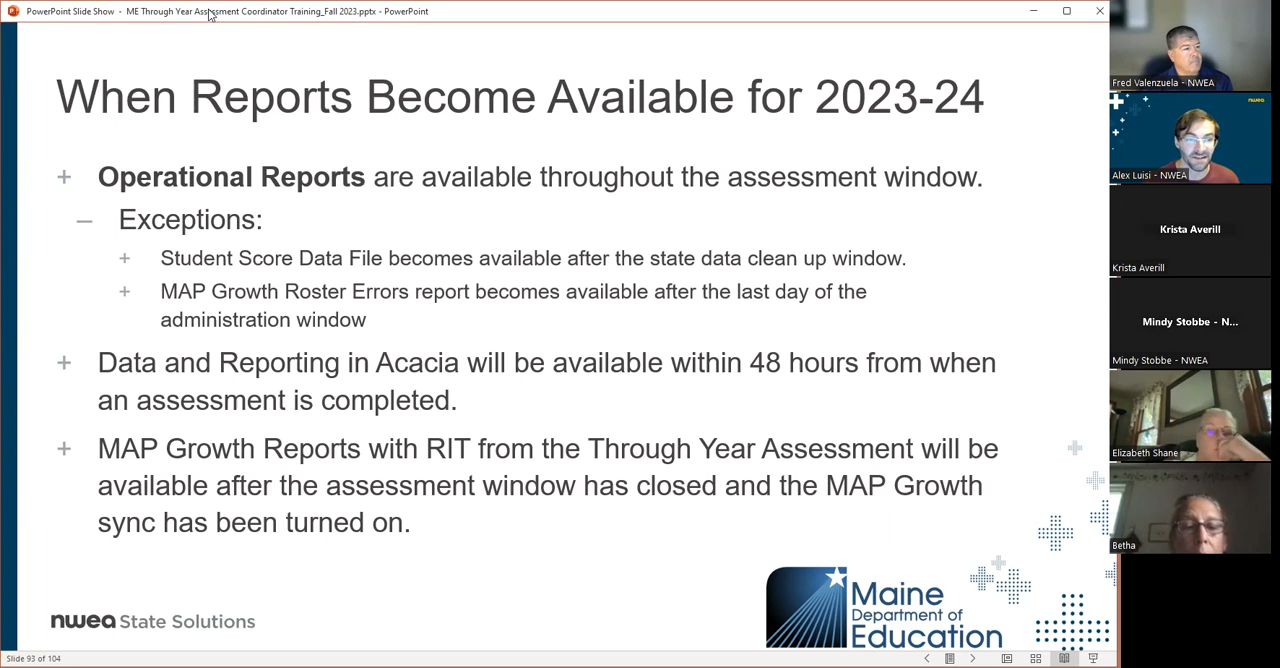 PowerPoint Slide Show - ME Through Year Assessment Coordinator Training_Fall 2023.pptx - PowerPoint
When Reports Become Available for 2023-24
+ Operational Reports are available throughout the assessment window.
– Exceptions:
+ Student Score Data File becomes available after the state data clean up window.
+ MAP Growth Roster Errors report becomes available after the last day of the
administration window
+ Data and Reporting in Acacia will be available within 48 hours from when
an assessment is completed.
+ MAP Growth Reports with RIT from the Through Year Assessment will be
available after the assessment window has closed and the MAP Growth
sync has been turned on.
nwea State Solutions
Maine
Department of
Education
Slide 93 of 104
Fred Valenzuela - NWEA
nwea
Alex Luisi - NWEA
Krista Averill
Krista Averill
Mindy Stobbe - N...
Mindy Stobbe - NWEA
Elizabeth Shane
Betha